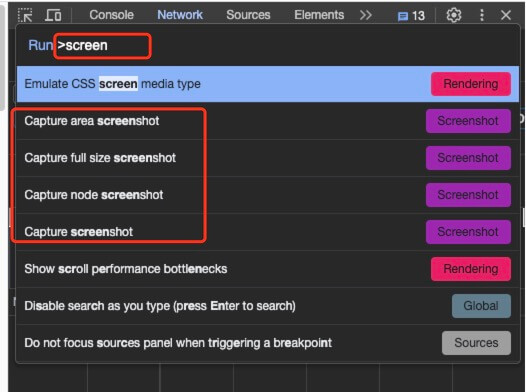 Console Network Sources Elements 13
Run >screen
Emulate CSS screen media type Rendering
Capture area screenshot Screenshot
Capture full size screenshot Screenshot
Capture node screenshot Screenshot
Capture screenshot Screenshot
Show scroll performance bottlenecks Rendering
Disable search as you type (press Enter to search) Global
Do not focus sources panel when triggering a breakpoint Sources